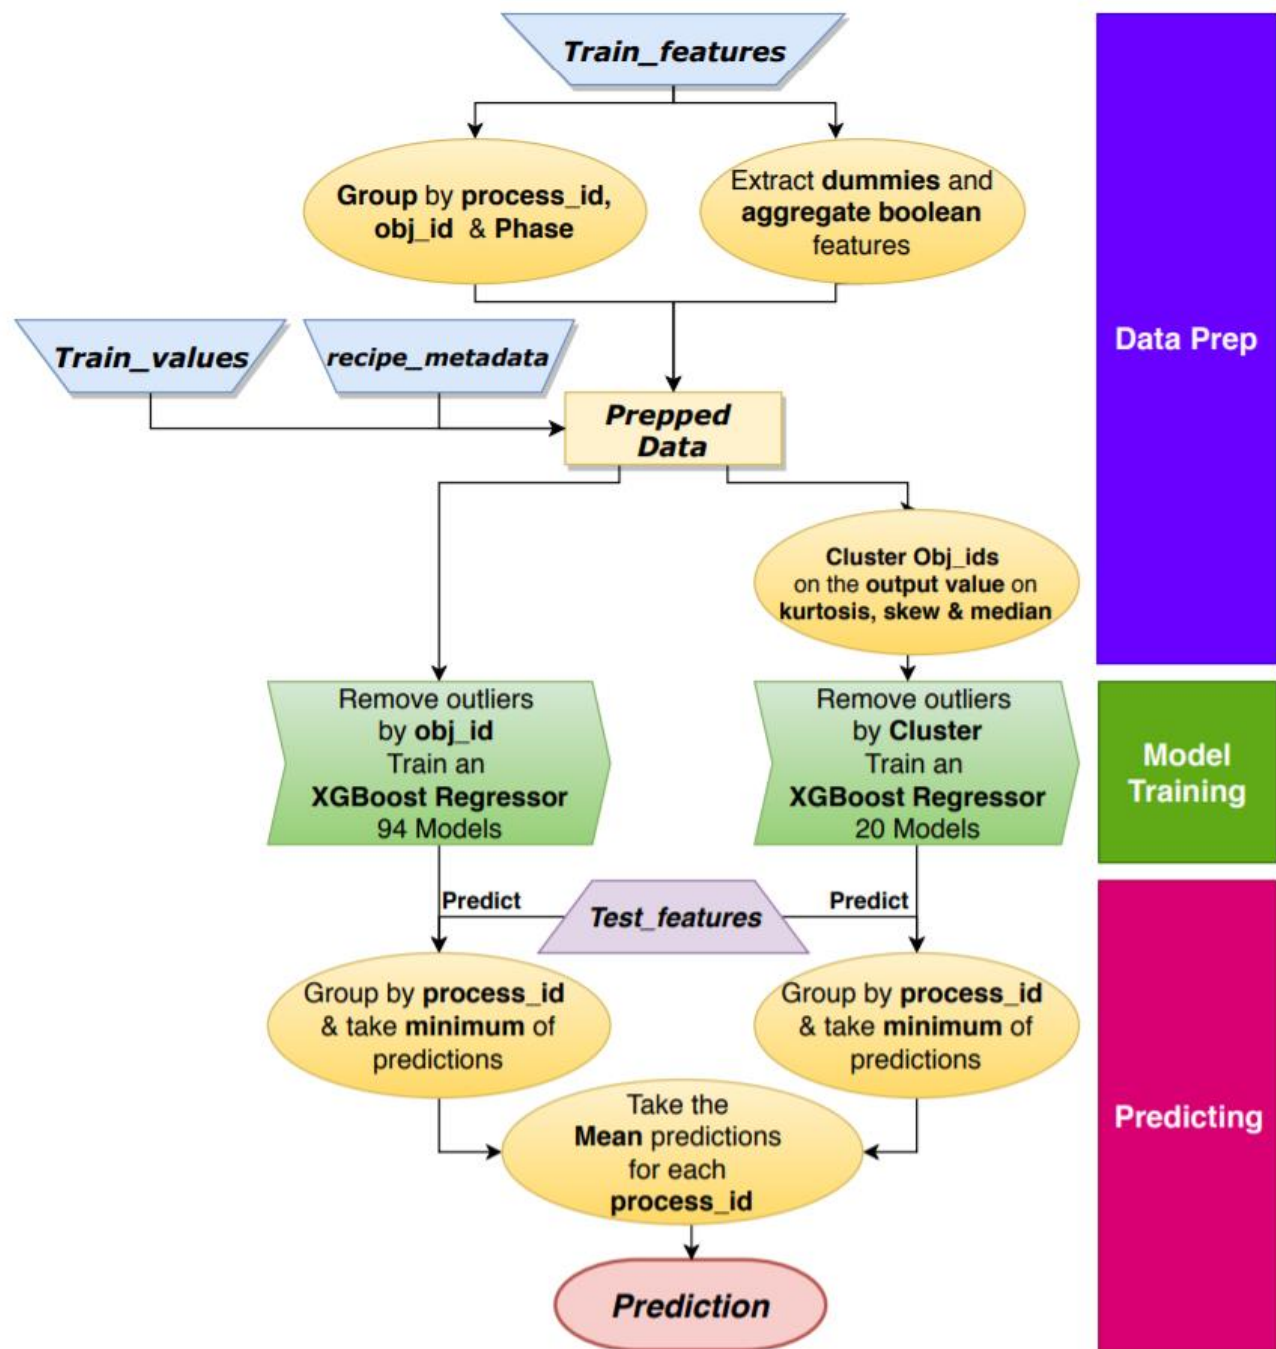 Train_features
Group by process_id,
obj_id & Phase
Extract dummies and
aggregate boolean
features
Train_values
recipe_metadata
Prepped
Data
Data Prep
Cluster Obj_ids
on the output value on
kurtosis, skew & median
Remove outliers
by obj_id
Train an
XGBoost Regressor
94 Models
Remove outliers
by Cluster
Train an
XGBoost Regressor
20 Models
Model
Training
Predict
Test_features
Predict
Group by process_id
& take minimum of
predictions
Group by process_id
& take minimum of
predictions
Take the
Mean predictions
for each
process_id
Predicting
Prediction